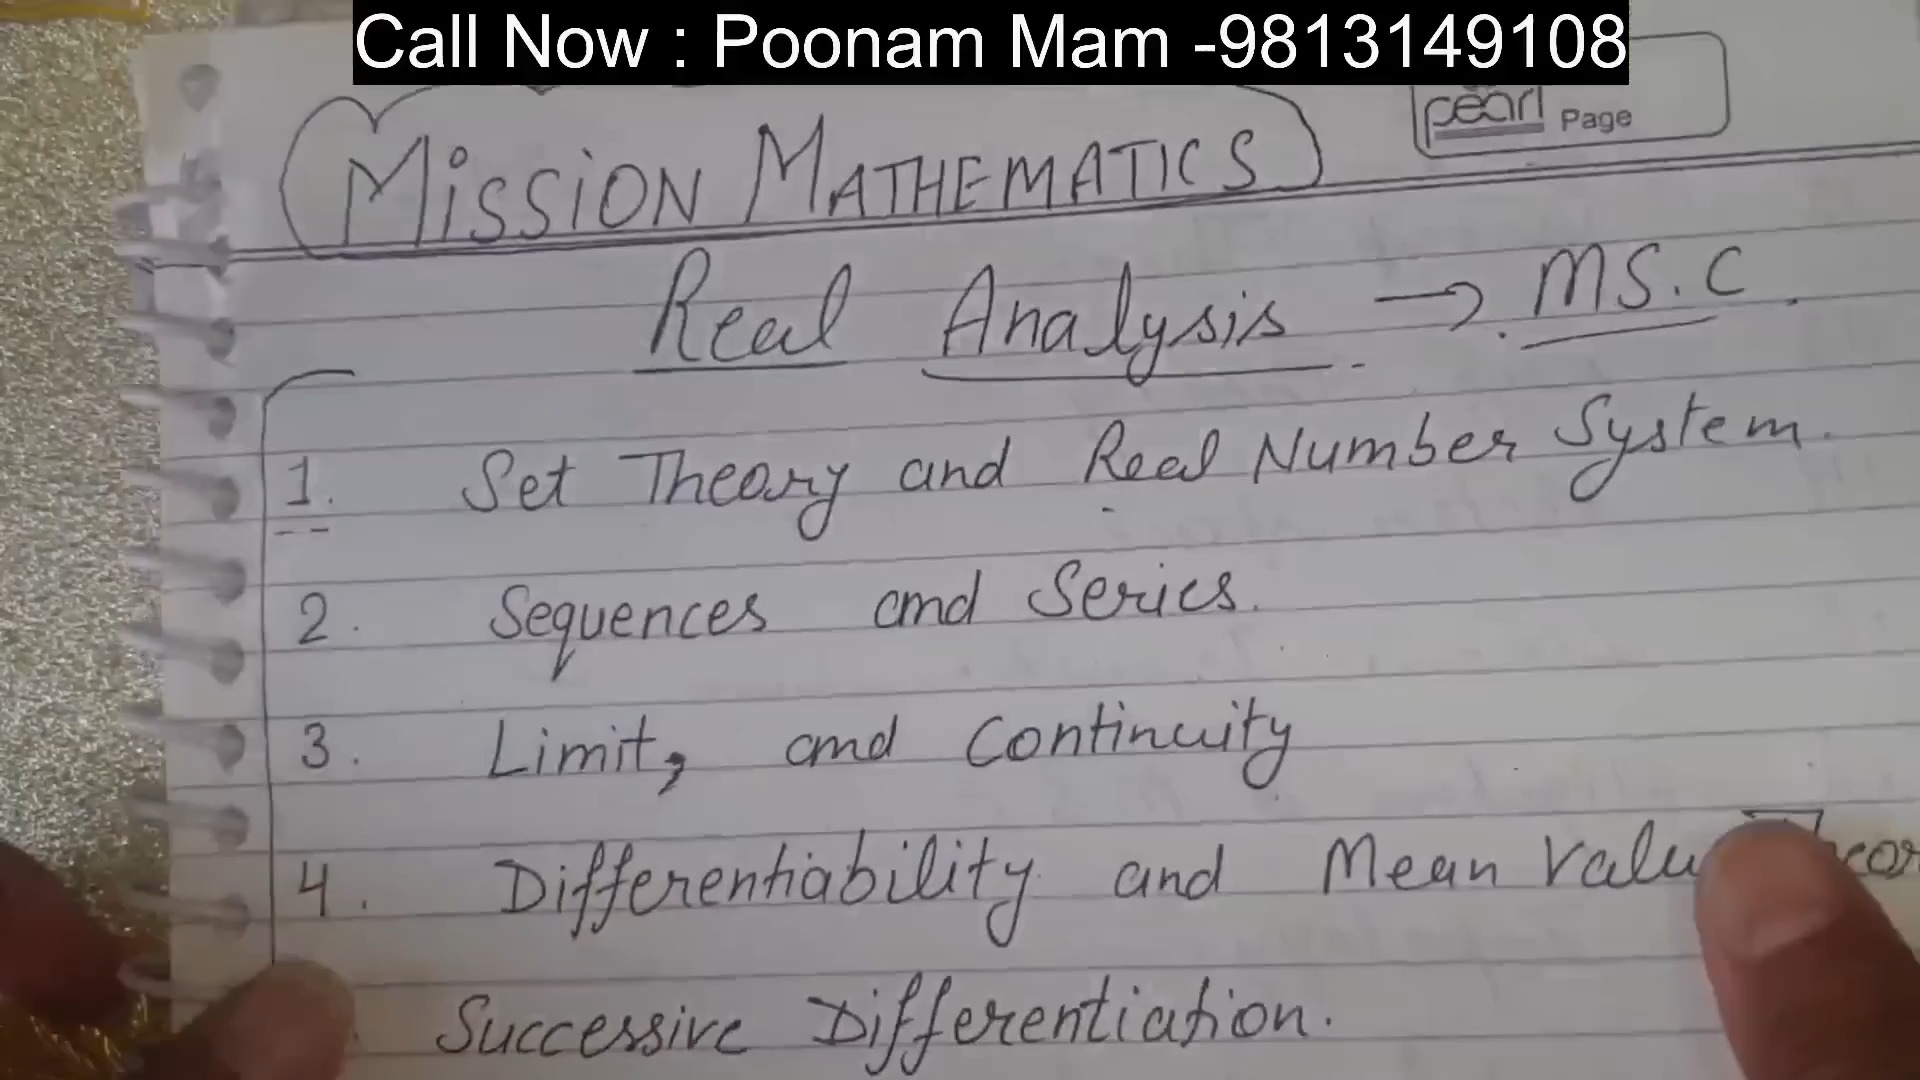 Call Now : Poonam Mam -9813149108
pearl Page
MISSION MATHEMATICS
Real Analysis → MS.C
1. Set Theory and Real Number System.
2. Sequences and Series.
3. Limit, and Continuity
4. Differentiability and Mean Valu
Successive Differentiation.